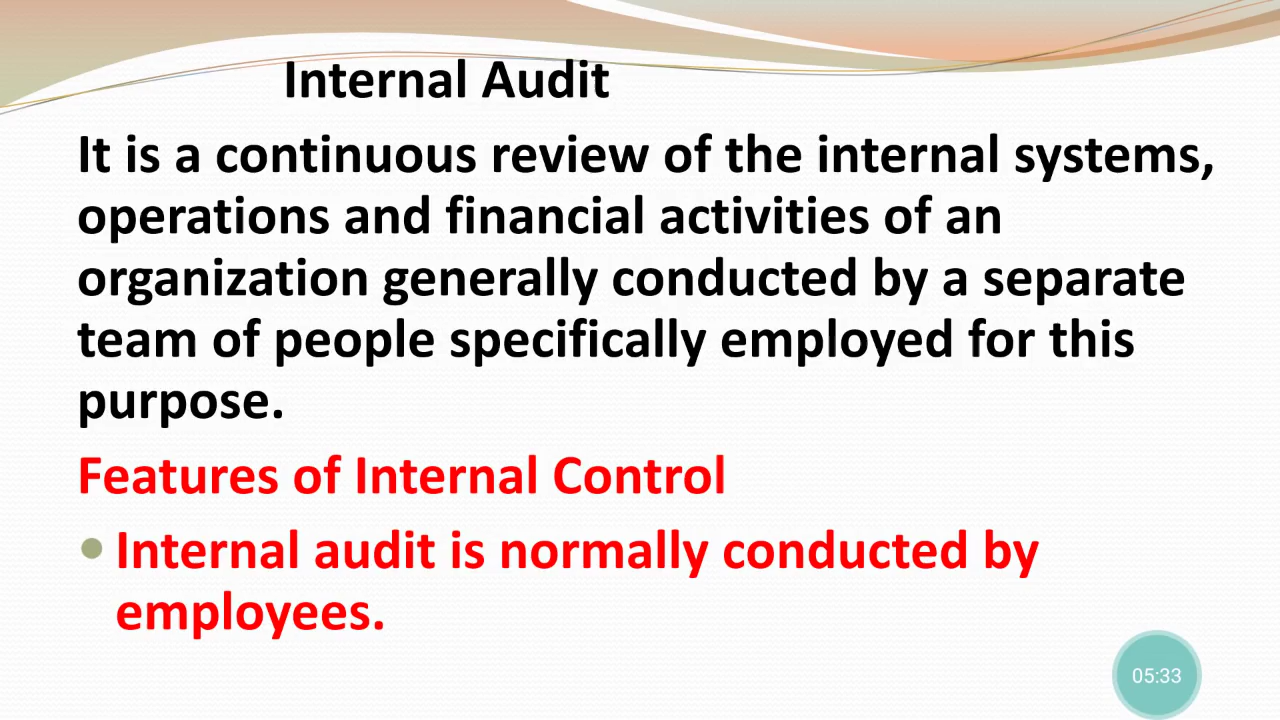 Internal Audit
It is a continuous review of the internal systems,
operations and financial activities of an
organization generally conducted by a separate
team of people specifically employed for this
purpose.
Features of Internal Control
• Internal audit is normally conducted by
employees.
05:33